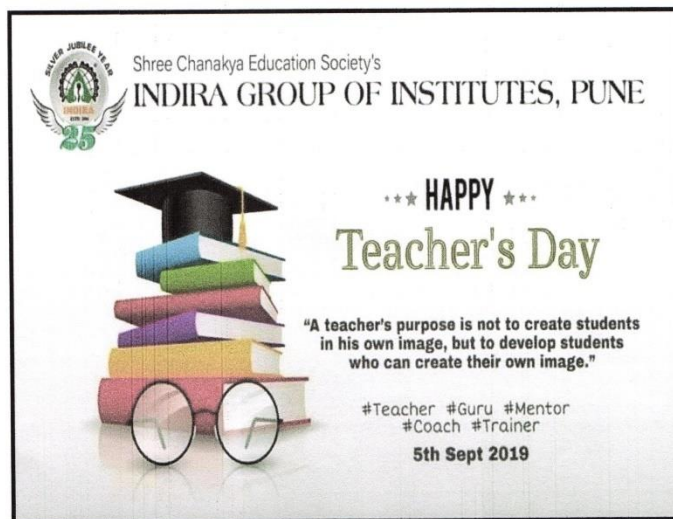 SILVER JUBILEE YEAR
INDIRA
25
Shree Chanakya Education Society's
INDIRA GROUP OF INSTITUTES, PUNE
HAPPY
Teacher's Day
“A teacher's purpose is not to create students
in his own image, but to develop students
who can create their own image.”
#Teacher #Guru #Mentor
#Coach #Trainer
5th Sept 2019